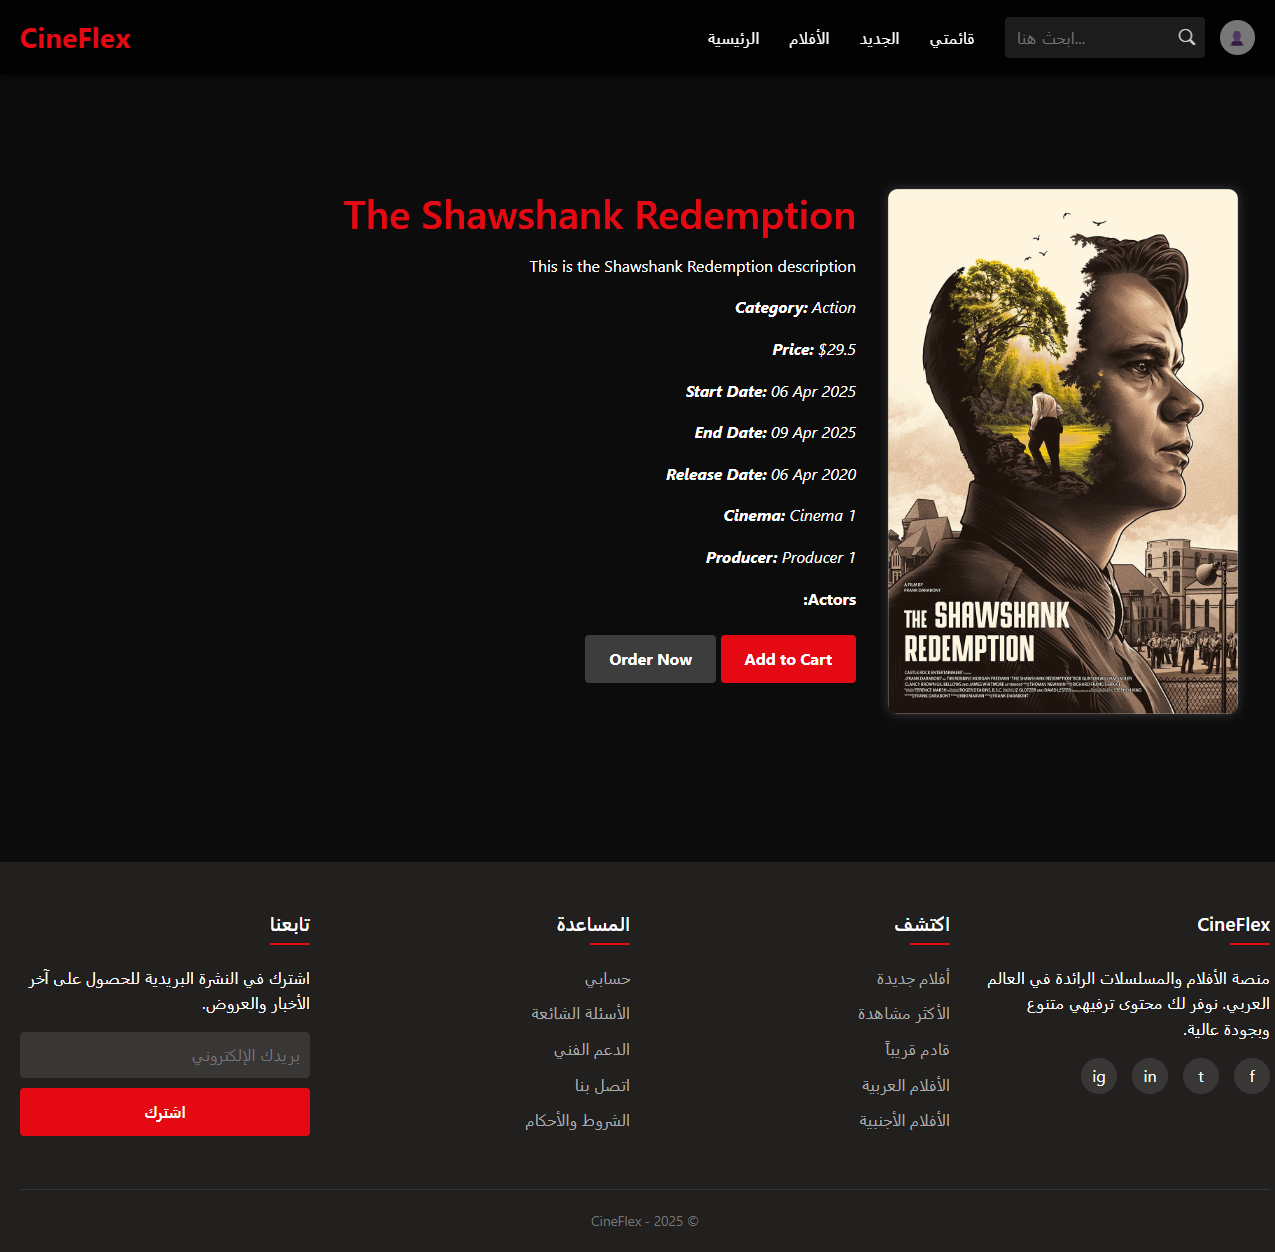 CineFlex
الرئيسية
الأفلام
الجديد
قائمتي
ابحث هنا...
The Shawshank Redemption
This is the Shawshank Redemption description
Category: Action
Price: $29.5
Start Date: 06 Apr 2025
End Date: 09 Apr 2025
Release Date: 06 Apr 2020
Cinema: Cinema 1
Producer: Producer 1
:Actors
Add to Cart
Order Now
A FILM BY
FRANK DARABONT
THE SHAWSHANK
REDEMPTION
CineFlex
منصة الأفلام والمسلسلات الرائدة في العالم
العربي. نوفر لك محتوى ترفيهي متنوع
وبجودة عالية.
f
t
in
ig
اكتشف
أفلام جديدة
الأكثر مشاهدة
قادم قريباً
الأفلام العربية
الأفلام الأجنبية
المساعدة
حسابي
الأسئلة الشائعة
الدعم الفني
اتصل بنا
الشروط والأحكام
تابعنا
اشترك في النشرة البريدية للحصول على آخر
الأخبار والعروض.
بريدك الإلكتروني
اشترك
CineFlex - 2025 ©